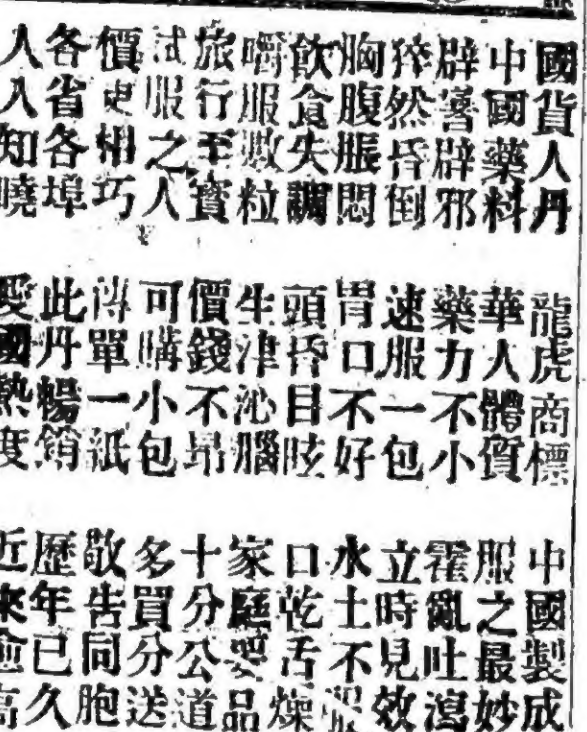 國貨人丹 龍虎商標 中國製成
中國藥料 華人體質 服之最妙
辟 辟邪 藥力不小 霍亂吐瀉
猝然昏倒 速服一包 立時見效
胸腹脹悶 胃口不好 水土不服
飲食失調 頭昏目眩 口乾舌燥
嚼服數粒 生津沁腦 家庭要品
旅行至寶 價錢不昂 十分公道
試服之人 可購小包 多買分送
價更相巧 傳單一紙 敬告同胞
各省各埠 此丹暢銷 歷年已久
人人知曉 愛國熱度 近來愈高